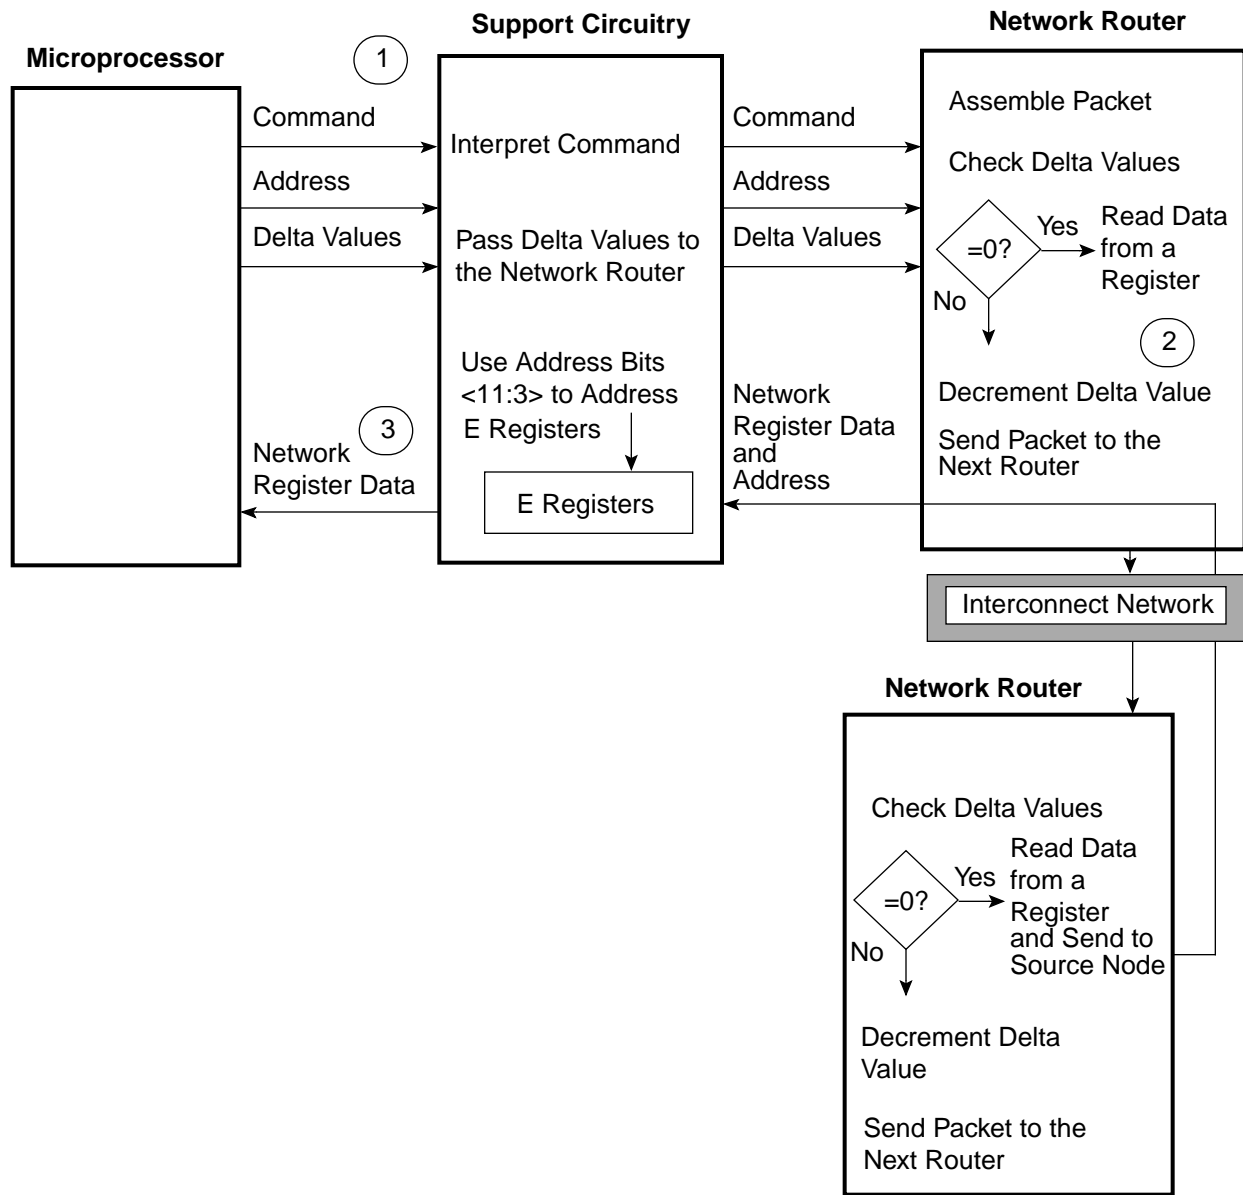 Microprocessor
1
Support Circuitry
Network Router
Command
Address
Delta Values
Interpret Command
Pass Delta Values to
the Network Router
Use Address Bits
<11:3> to Address
E Registers
E Registers
3
Network
Register Data
Command
Address
Delta Values
Network
Register Data
and
Address
Assemble Packet
Check Delta Values
=0?
Yes
Read Data
from a
Register
No
2
Decrement Delta Value
Send Packet to the
Next Router
Interconnect Network
Network Router
Check Delta Values
=0?
Yes
Read Data
from a
Register
and Send to
Source Node
No
Decrement Delta
Value
Send Packet to the
Next Router